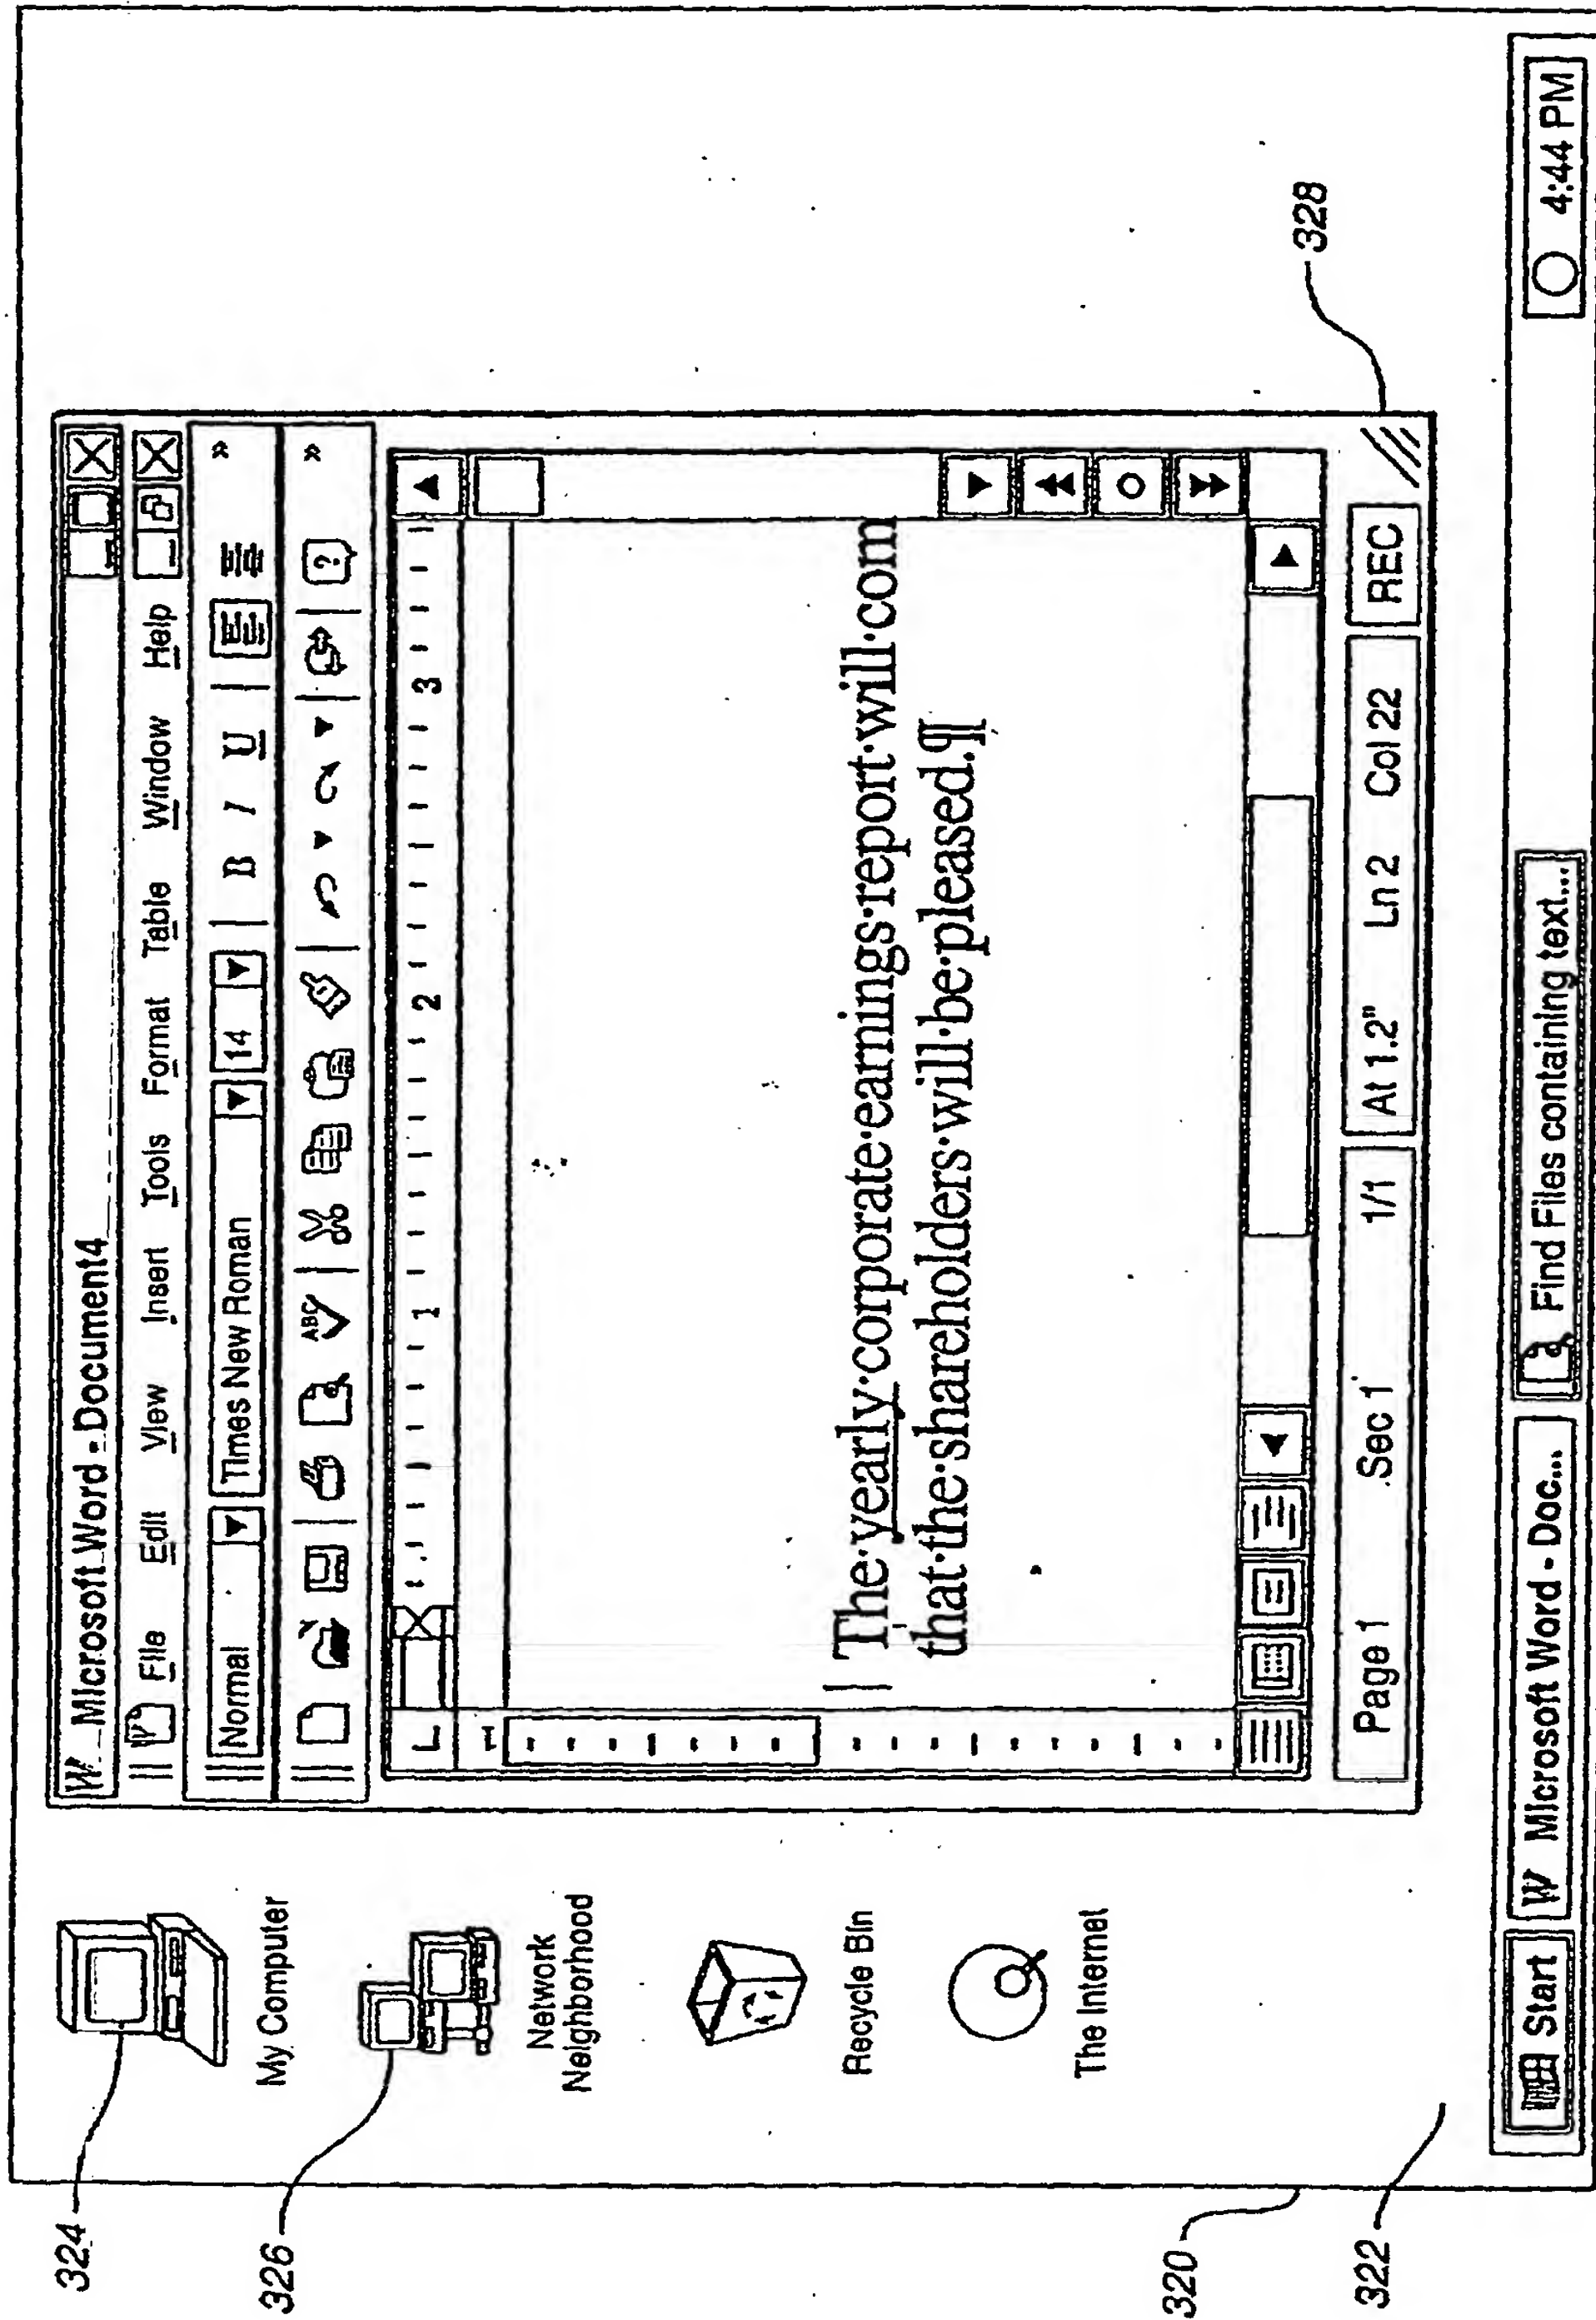 324
326
320
322
328
My Computer
Network
Neighborhood
Recycle Bin
The Internet
W Microsoft Word - Document4
File Edit View Insert Tools Format Table Window Help
Normal Times New Roman 14 B I U »
ABC ? »
L 1 2 3
1
The·yearly·corporate·earnings·report·will·com
that·the·shareholders·will·be·pleased.¶
Page 1 Sec 1 1/1 At 1.2" Ln 2 Col 22 REC
Start W Microsoft Word - Doc... Find Files containing text... 4:44 PM